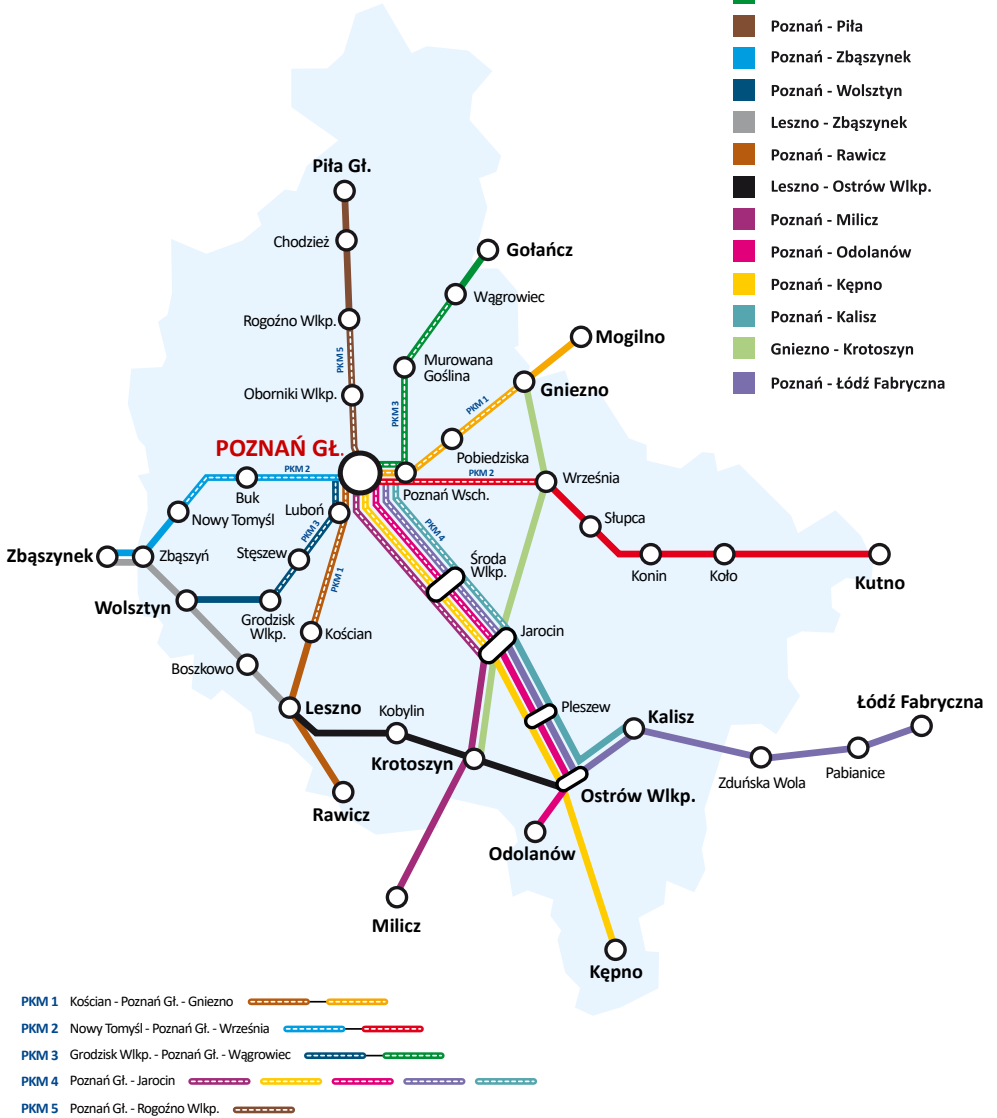 Poznań - Piła
Poznań - Zbąszynek
Poznań - Wolsztyn
Leszno - Zbąszynek
Poznań - Rawicz
Leszno - Ostrów Wlkp.
Poznań - Milicz
Poznań - Odolanów
Poznań - Kępno
Poznań - Kalisz
Gniezno - Krotoszyn
Poznań - Łódź Fabryczna
Piła Gł.
Chodzież
Gołańcz
Wągrowiec
Rogoźno Wlkp.
Mogilno
PKM 5
Murowana
Goślina
Gniezno
Oborniki Wlkp.
PKM 3
PKM 1
POZNAŃ GŁ.
Pobiedziska
PKM 2
PKM 2
Buk
Poznań Wsch.
Września
Luboń
Nowy Tomyśl
Słupca
PKM 3
PKM 4
Zbąszynek
Zbąszyń
Stęszew
Środa
Wlkp.
Konin
Koło
Kutno
PKM 1
Wolsztyn
Grodzisk
Wlkp.
Kościan
Jarocin
Boszkowo
Leszno
Kobylin
Pleszew
Kalisz
Łódź Fabryczna
Krotoszyn
Zduńska Wola
Pabianice
Ostrów Wlkp.
Rawicz
Odolanów
Milicz
Kępno
PKM 1 Kościan - Poznań Gł. - Gniezno
PKM 2 Nowy Tomyśl - Poznań Gł. - Września
PKM 3 Grodzisk Wlkp. - Poznań Gł. - Wągrowiec
PKM 4 Poznań Gł. - Jarocin
PKM 5 Poznań Gł. - Rogoźno Wlkp.